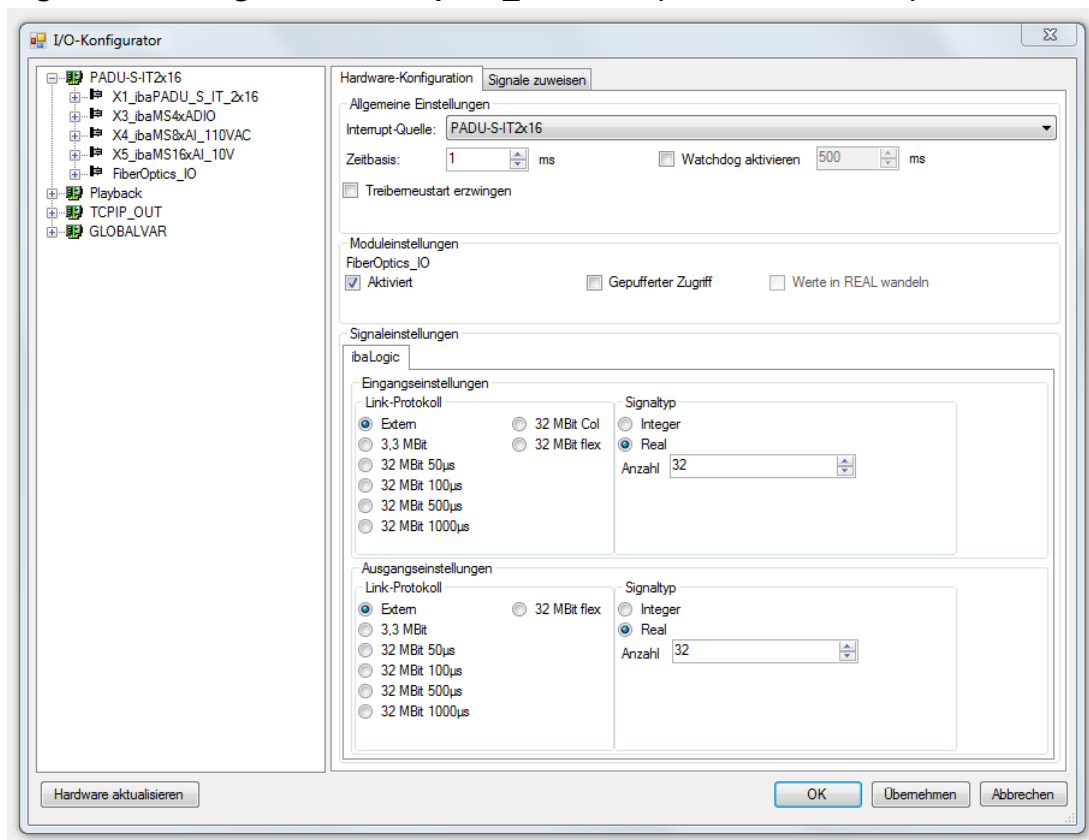 I/O-Konfigurator
PADU-S-IT2x16
X1_ibaPADU_S_IT_2x16
X3_ibaMS4xADIO
X4_ibaMS8xAI_110VAC
X5_ibaMS16xAI_10V
FiberOptics_IO
Playback
TCPIP_OUT
GLOBALVAR
Hardware-Konfiguration Signale zuweisen
Allgemeine Einstellungen
Interrupt-Quelle: PADU-S-IT2x16
Zeitbasis: 1 ms Watchdog aktivieren 500 ms
Treiberneustart erzwingen
Moduleinstellungen
FiberOptics_IO
Aktiviert Gepufferter Zugriff Werte in REAL wandeln
Signaleinstellungen
ibaLogic
Eingangseinstellungen
Link-Protokoll Signaltyp
Extern 32 MBit Col Integer
3,3 MBit 32 MBit flex Real
32 MBit 50µs Anzahl 32
32 MBit 100µs
32 MBit 500µs
32 MBit 1000µs
Ausgangseinstellungen
Link-Protokoll Signaltyp
Extern 32 MBit flex Integer
3,3 MBit Real
32 MBit 50µs Anzahl 32
32 MBit 100µs
32 MBit 500µs
32 MBit 1000µs
Hardware aktualisieren OK Übernehmen Abbrechen